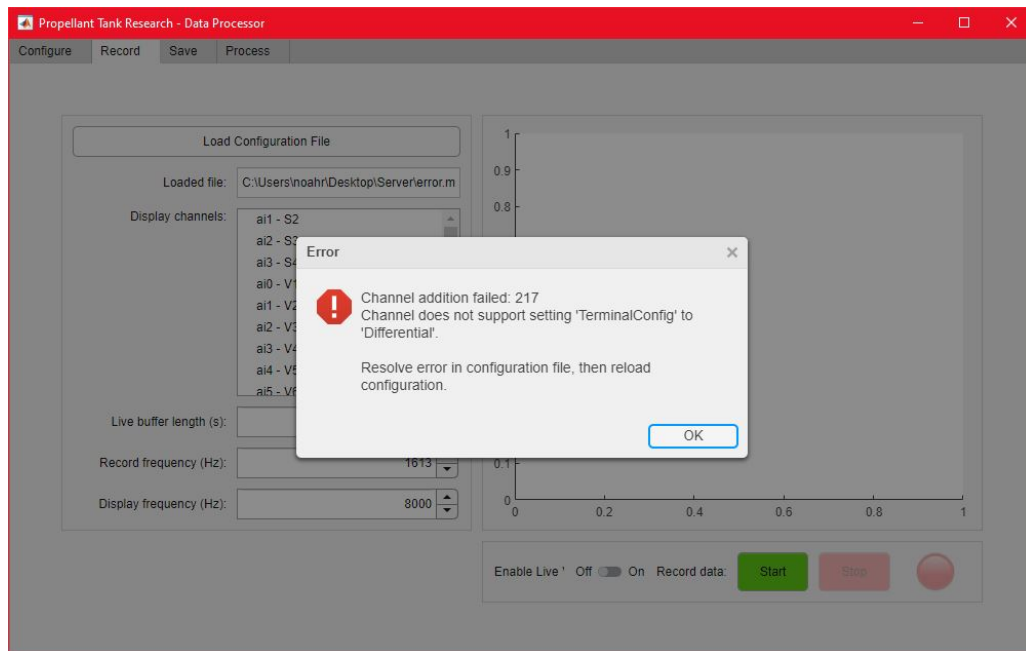 Propellant Tank Research - Data Processor
Configure Record Save Process
Load Configuration File
Loaded file: C:\Users\noahr\Desktop\Server\error.m
Display channels:
ai1 - S2
ai2 - S3
ai3 - S4
ai0 - V1
ai1 - V2
ai2 - V3
ai3 - V4
ai4 - V5
ai5 - V6
Live buffer length (s):
Record frequency (Hz): 1613
Display frequency (Hz): 8000
1
0.9
0.8
0.1
0
0 0.2 0.4 0.6 0.8 1
Error
Channel addition failed: 217
Channel does not support setting 'TerminalConfig' to
'Differential'.
Resolve error in configuration file, then reload
configuration.
OK
Enable Live ' Off On Record data: Start Stop